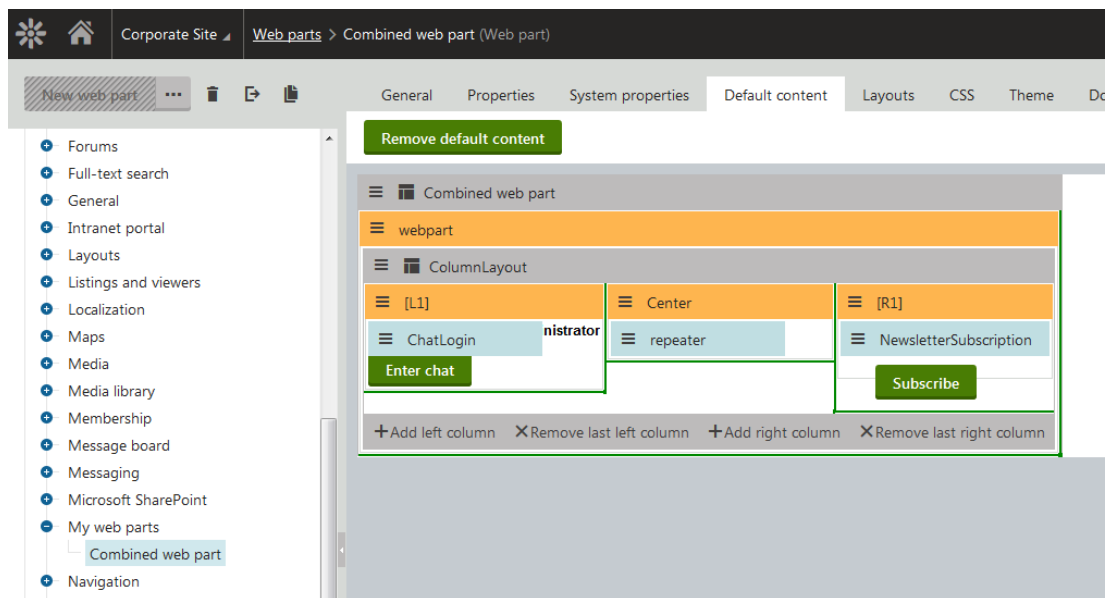 Corporate Site Web parts > Combined web part (Web part)
New web part ...
General Properties System properties Default content Layouts CSS Theme Do
Remove default content
Forums
Full-text search
General
Intranet portal
Layouts
Listings and viewers
Localization
Maps
Media
Media library
Membership
Message board
Messaging
Microsoft SharePoint
My web parts
Combined web part
Navigation
Combined web part
webpart
ColumnLayout
[L1] Center [R1]
ChatLogin nistrator repeater NewsletterSubscription
Enter chat Subscribe
+Add left column ×Remove last left column +Add right column ×Remove last right column